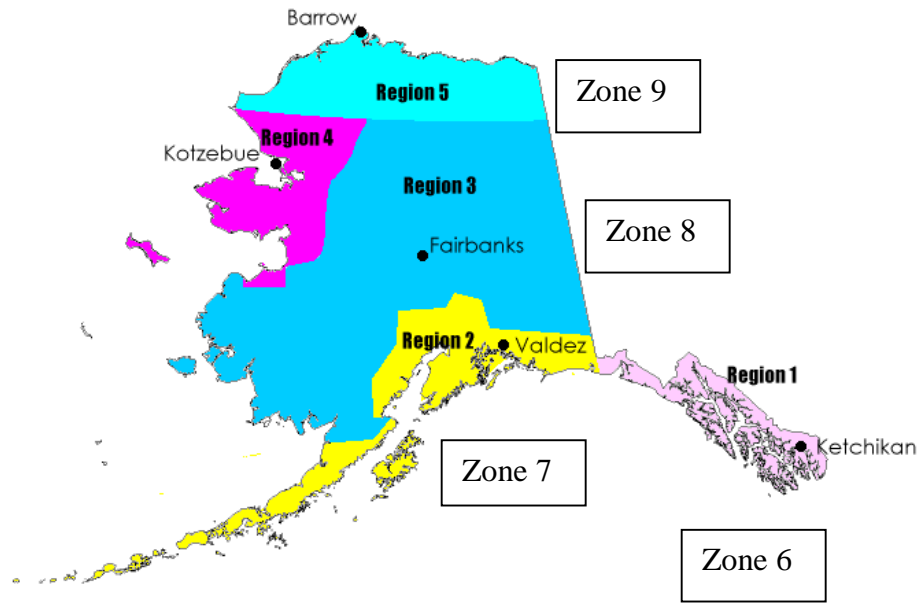 Barrow
Region 5
Zone 9
Region 4
Kotzebue
Region 3
Zone 8
Fairbanks
Region 2
Valdez
Region 1
Ketchikan
Zone 7
Zone 6